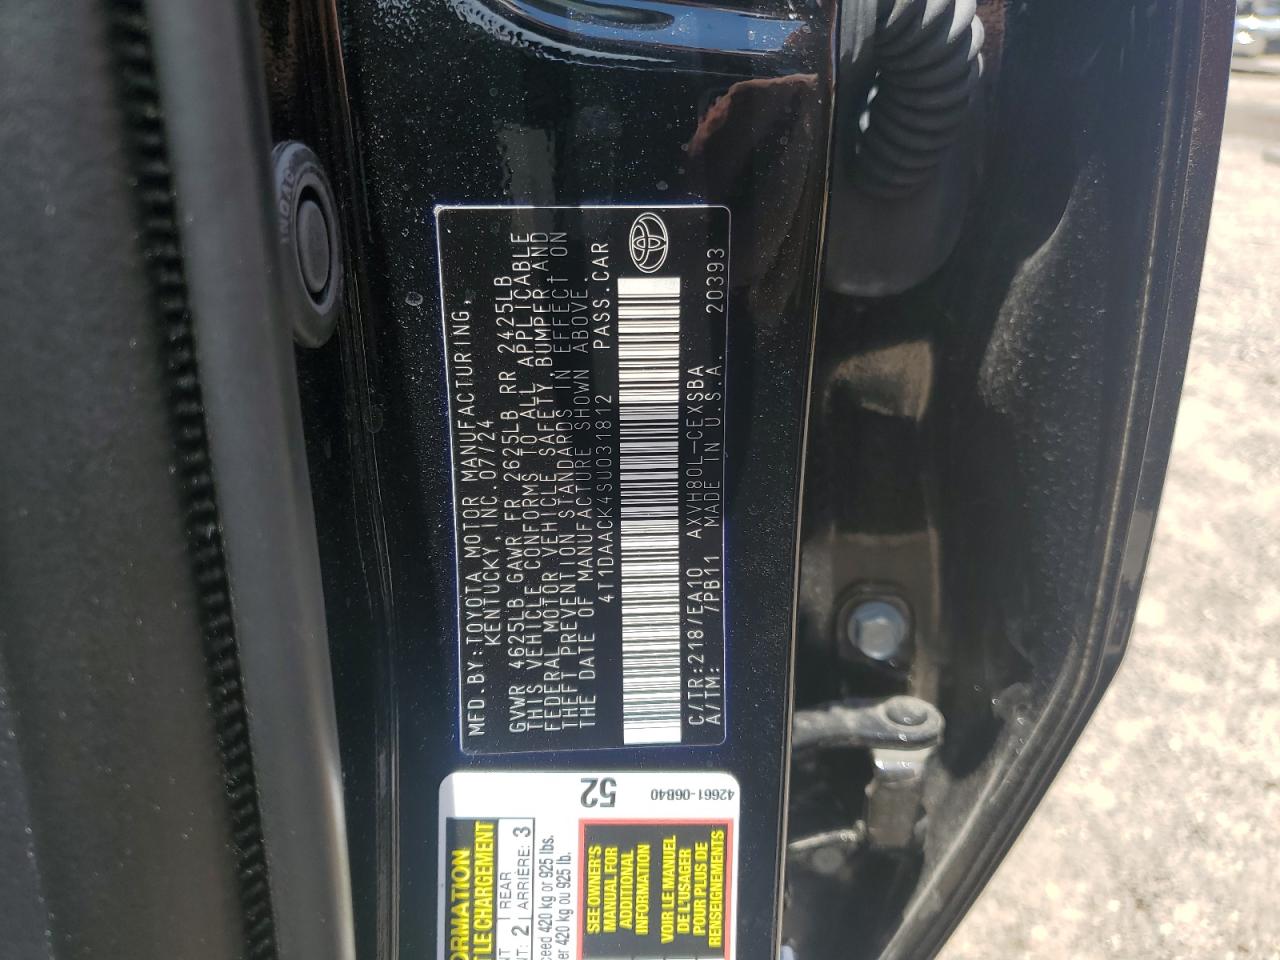 MFD.BY:TOYOTA MOTOR MANUFACTURING,
KENTUCKY,INC. 07/24
GVWR 4625LB GAWR FR 2625LB RR 2425LB
THIS VEHICLE CONFORMS TO ALL APPLICABLE
FEDERAL MOTOR VEHICLE SAFETY, BUMPER AND
THEFT PREVENTION STANDARDS IN EFFECT ON
THE DATE OF MANUFACTURE SHOWN ABOVE.
4T1DAACK4SU031812 PASS.CAR
C/TR:218/EA10 AXVH80L-CEXSBA
A/TM: /PB11 MADE IN U.S.A. 20393
52
42661-06B40
2 REAR
2 ARRIÈRE: 3
420 kg or 925 lbs.
420 kg ou 925 lb.
SEE OWNER'S
MANUAL FOR
ADDITIONAL
INFORMATION
VOIR LE MANUEL
DE L'USAGER
POUR PLUS DE
RENSEIGNEMENTS
CHARGEMENT